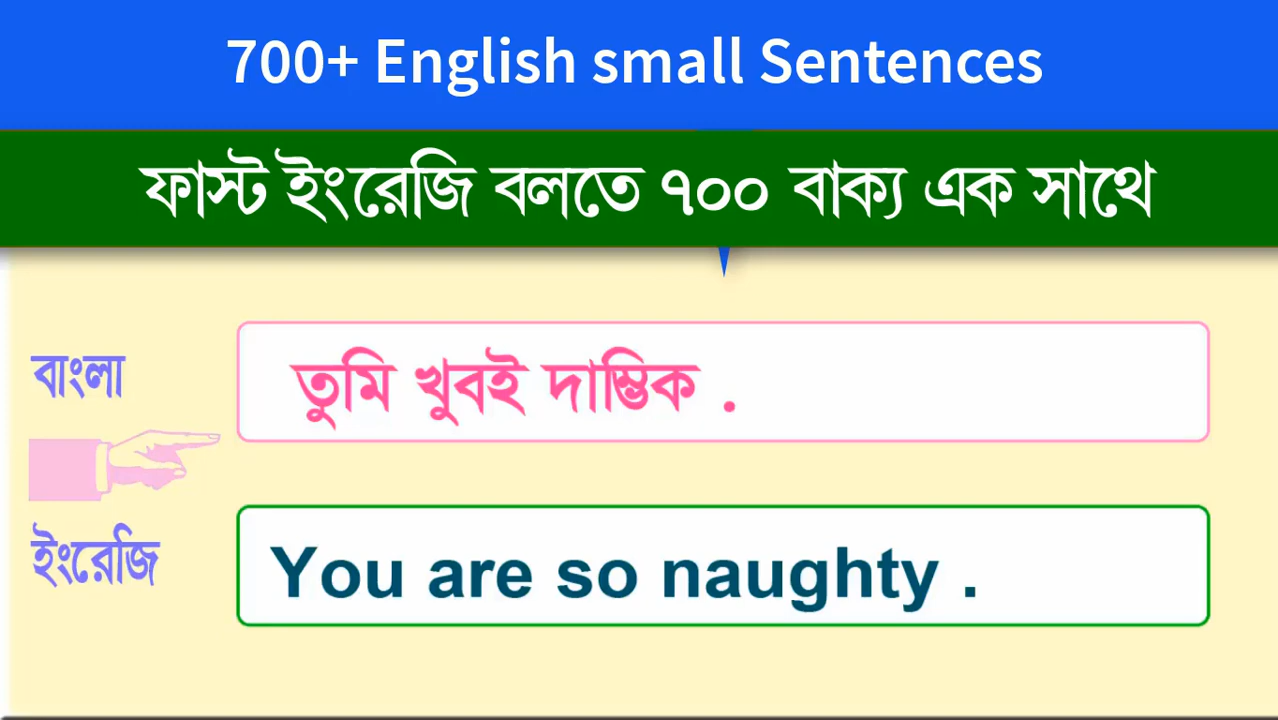 700+ English small Sentences
ফাস্ট ইংরেজি বলতে ৭০০ বাক্য এক সাথে
বাংলা
তুমি খুবই দাম্ভিক .
ইংরেজি
You are so naughty .